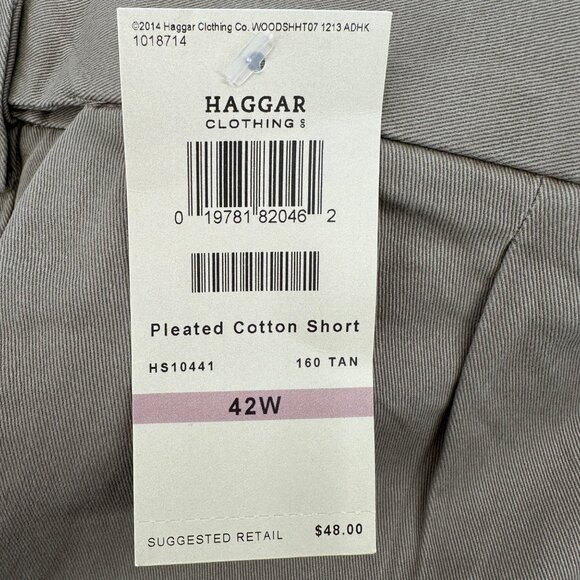 ©2014 Haggar Clothing Co. WOODSHHT07 1213 ADHK
1018714
HAGGAR
CLOTHING CO
0 19781 82046 2
Pleated Cotton Short
HS10441 160 TAN
42W
SUGGESTED RETAIL $48.00